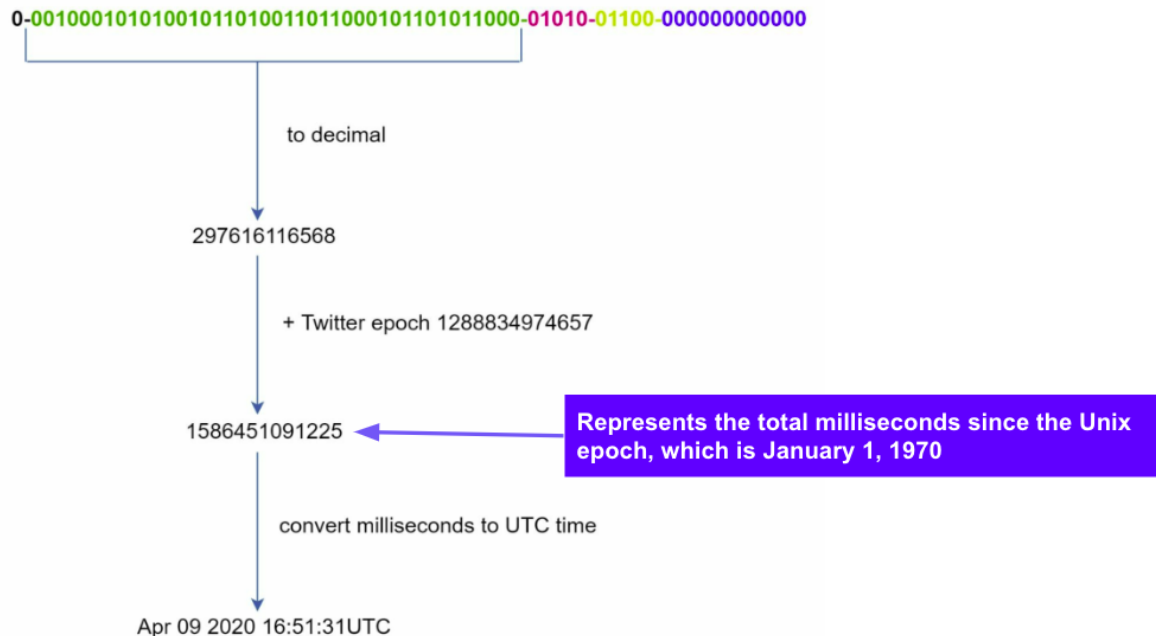 0-00100010101001011010011011000101101011000-01010-01100-000000000000
to decimal
297616116568
+ Twitter epoch 1288834974657
1586451091225
Represents the total milliseconds since the Unix
epoch, which is January 1, 1970
convert milliseconds to UTC time
Apr 09 2020 16:51:31UTC